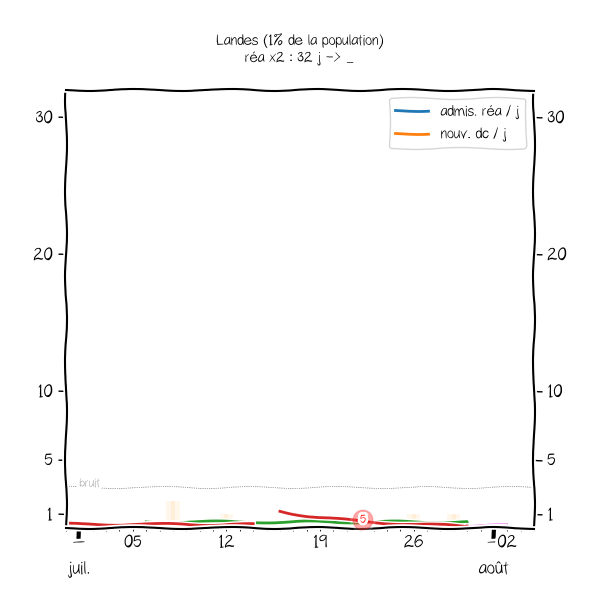 Landes (1% de la population)
réa x2 : 32 j -> _
admis. réa / j
nouv. dc / j
30 30
20 20
10 10
5 5
bruit
1 1
5
05 12 19 26 02
juil. août